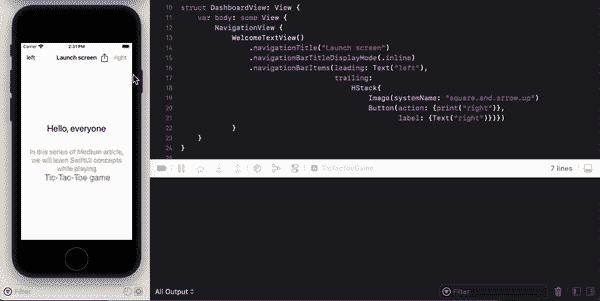 Carrier
2:31 PM
left
Launch screen
right
Hello, everyone
In this series of Medium article,
we will learn SwiftUI concepts
while playing
Tic-Tac-Toe game
Filter
10 struct DashboardView: View {
11 var body: some View {
12 NavigationView {
13 WelcomeTextView()
14 .navigationTitle("Launch screen")
15 .navigationBarTitleDisplayMode(.inline)
16 .navigationBarItems(leading: Text("left"),
17 trailing:
18 HStack{
19 Image(systemName: "square.and.arrow.up")
20 Button(action: {print("right")},
21 label: {Text("right")})})
22 }
23 }
24 }
TicTacToeGame
7 lines
All Output
Filter